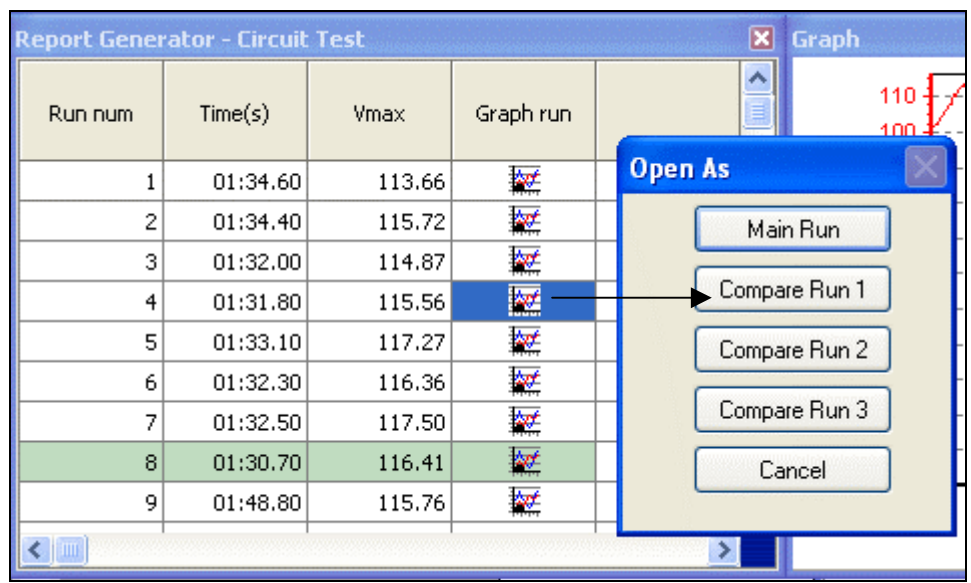 Report Generator - Circuit Test
Run num Time(s) Vmax Graph run
1 01:34.60 113.66
2 01:34.40 115.72
3 01:32.00 114.87
4 01:31.80 115.56
5 01:33.10 117.27
6 01:32.30 116.36
7 01:32.50 117.50
8 01:30.70 116.41
9 01:48.80 115.76
Graph
110
100
Open As
Main Run
Compare Run 1
Compare Run 2
Compare Run 3
Cancel